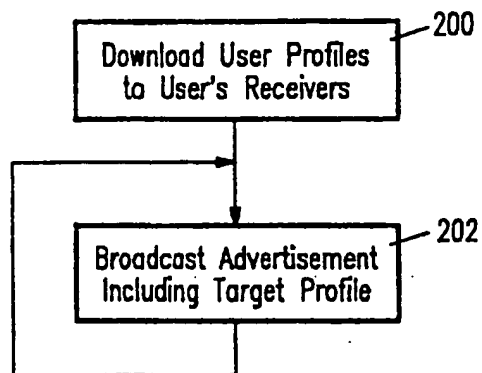 200
Download User Profiles
to User's Receivers
202
Broadcast Advertisement
Including Target Profile